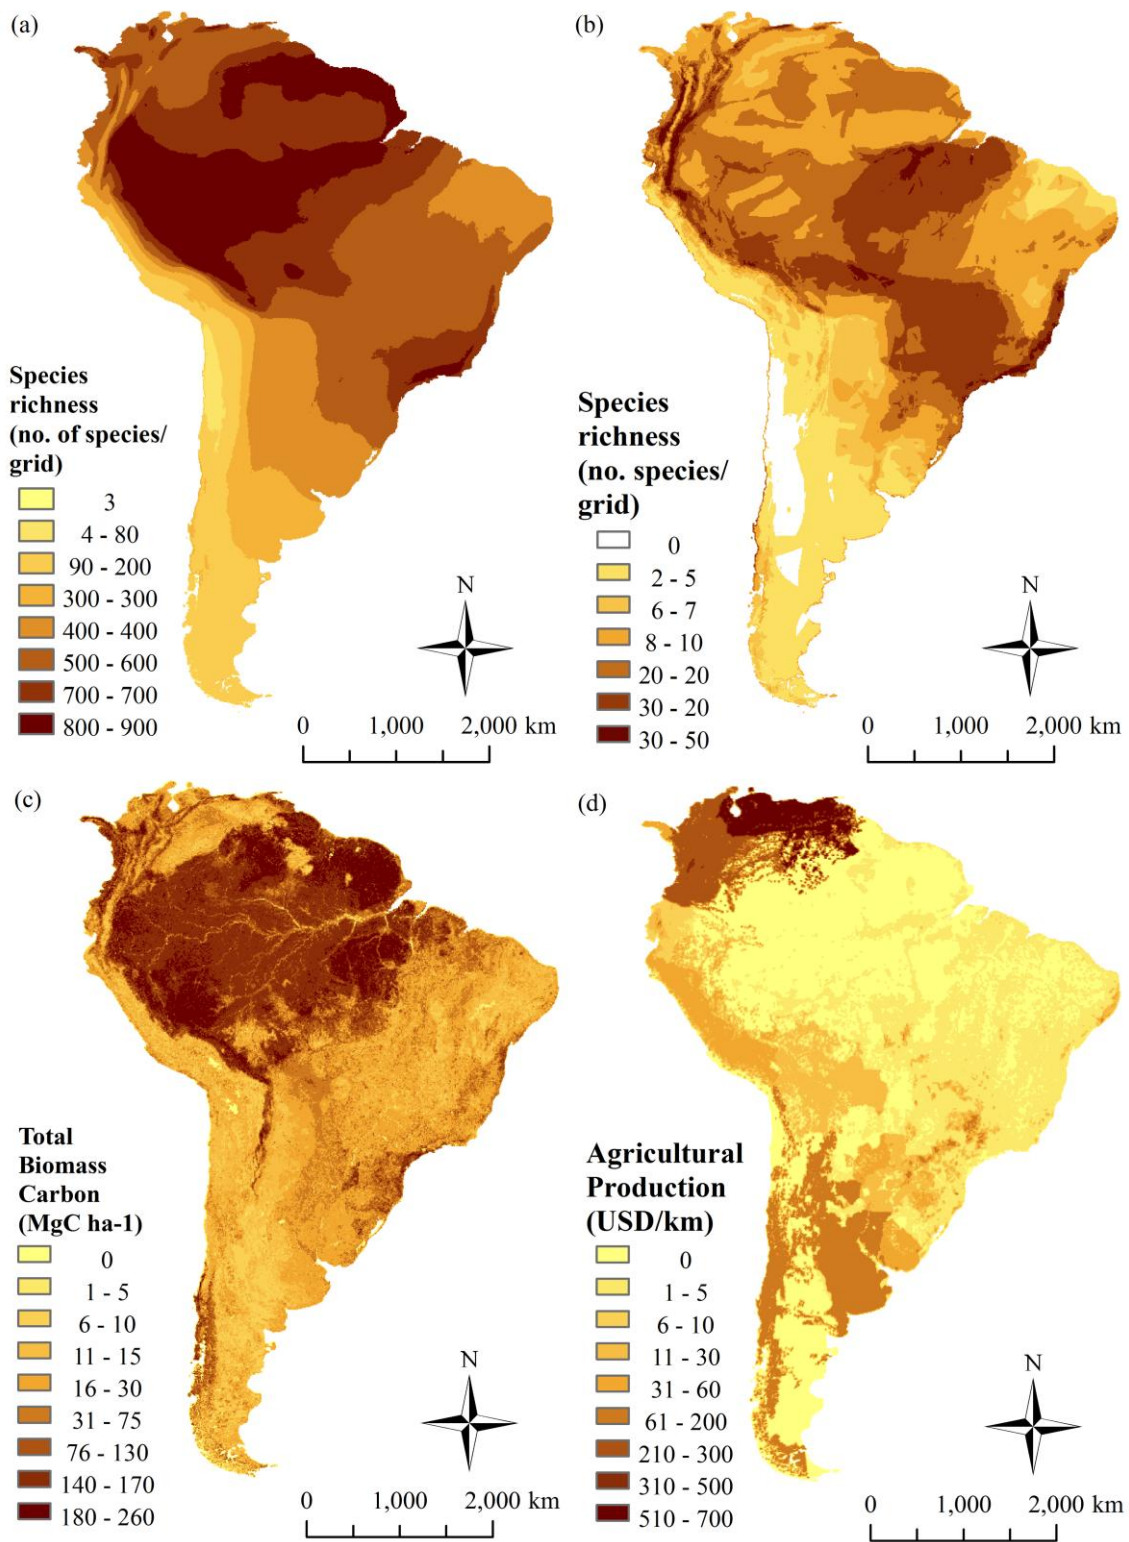 (a)
Species
richness
(no. of species/
grid)
3
4 - 80
90 - 200
300 - 300
400 - 400
500 - 600
700 - 700
800 - 900
N
0 1,000 2,000 km
(b)
Species
richness
(no. species/
grid)
0
2 - 5
6 - 7
8 - 10
20 - 20
30 - 20
30 - 50
N
0 1,000 2,000 km
(c)
Total
Biomass
Carbon
(MgC ha-1)
0
1 - 5
6 - 10
11 - 15
16 - 30
31 - 75
76 - 130
140 - 170
180 - 260
N
0 1,000 2,000 km
(d)
Agricultural
Production
(USD/km)
0
1 - 5
6 - 10
11 - 30
31 - 60
61 - 200
210 - 300
310 - 500
510 - 700
N
0 1,000 2,000 km